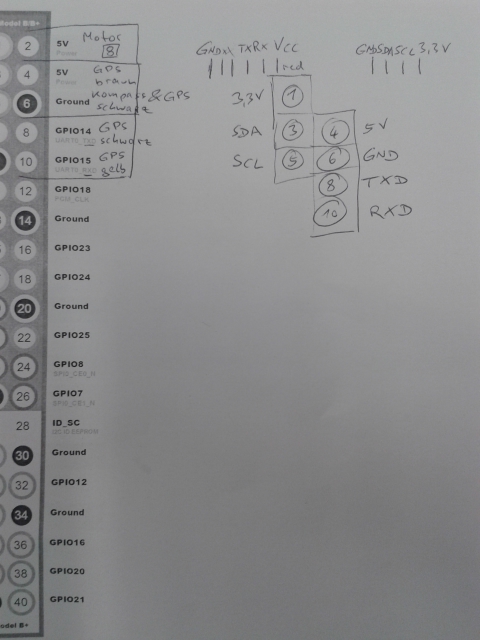 Model B/B+
2 5V Motor
Power 8
4 5V GPS
Power braun
6 Ground Kompass & GPS
schwarz
8 GPIO14 GPS
UART0_TXD schwarz
10 GPIO15 GPS
UART0_RXD gelb
12 GPIO18
PCM_CLK
14 Ground
16 GPIO23
18 GPIO24
20 Ground
22 GPIO25
24 GPIO8
SPI0_CE0_N
26 GPIO7
SPI0_CE1_N
28 ID_SC
I2C ID EEPROM
30 Ground
32 GPIO12
34 Ground
36 GPIO16
38 GPIO20
40 GPIO21
Model B+
TX RX VCC
red
3,3V 1
SDA 3 4 5V
SCL 5 6 GND
8 TXD
10 RXD
GND SDA SCL 3,3V